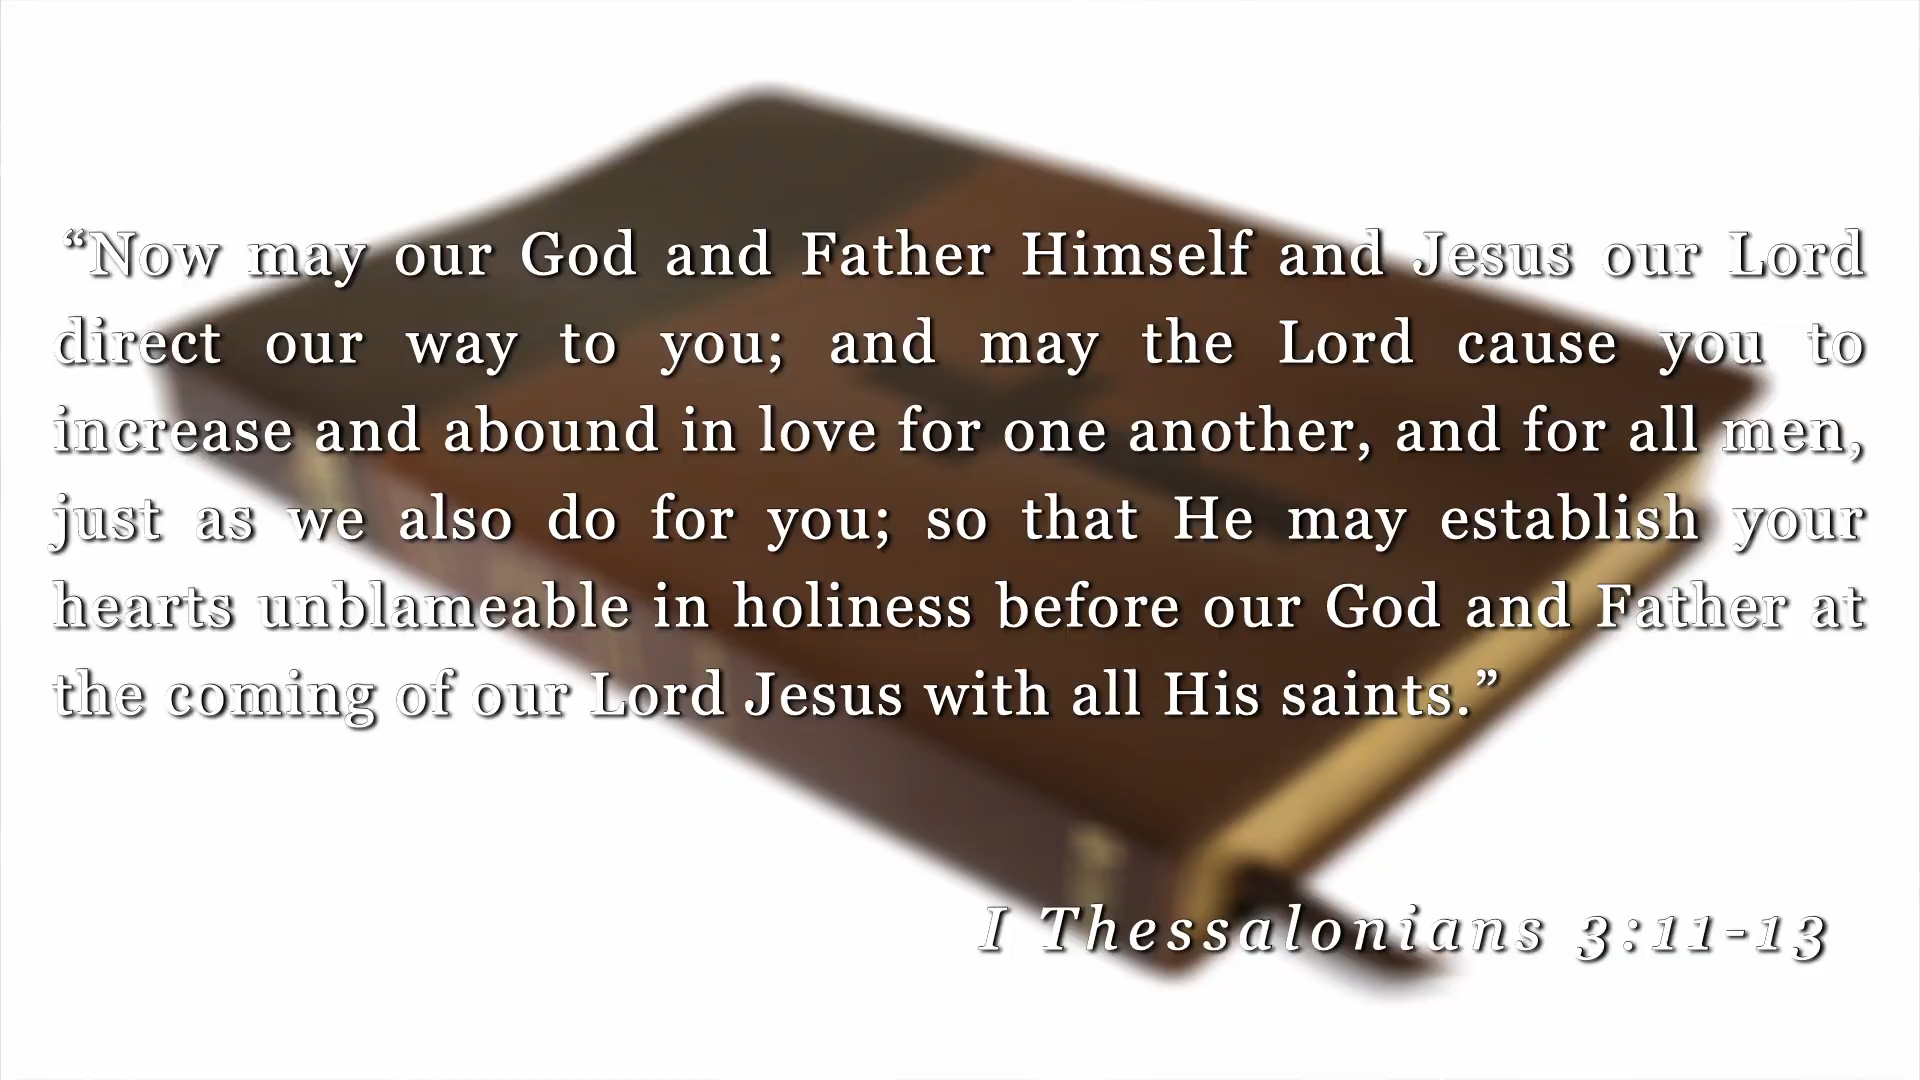 “Now may our God and Father Himself and Jesus our Lord
direct our way to you; and may the Lord cause you to
increase and abound in love for one another, and for all men,
just as we also do for you; so that He may establish your
hearts unblameable in holiness before our God and Father at
the coming of our Lord Jesus with all His saints.”
I Thessalonians 3:11-13